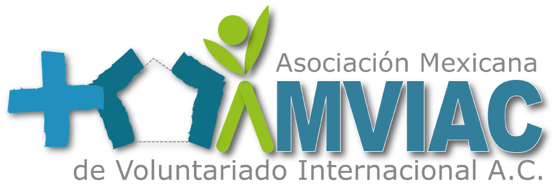 Asociación Mexicana
AMVIAC
de Voluntariado Internacional A.C.